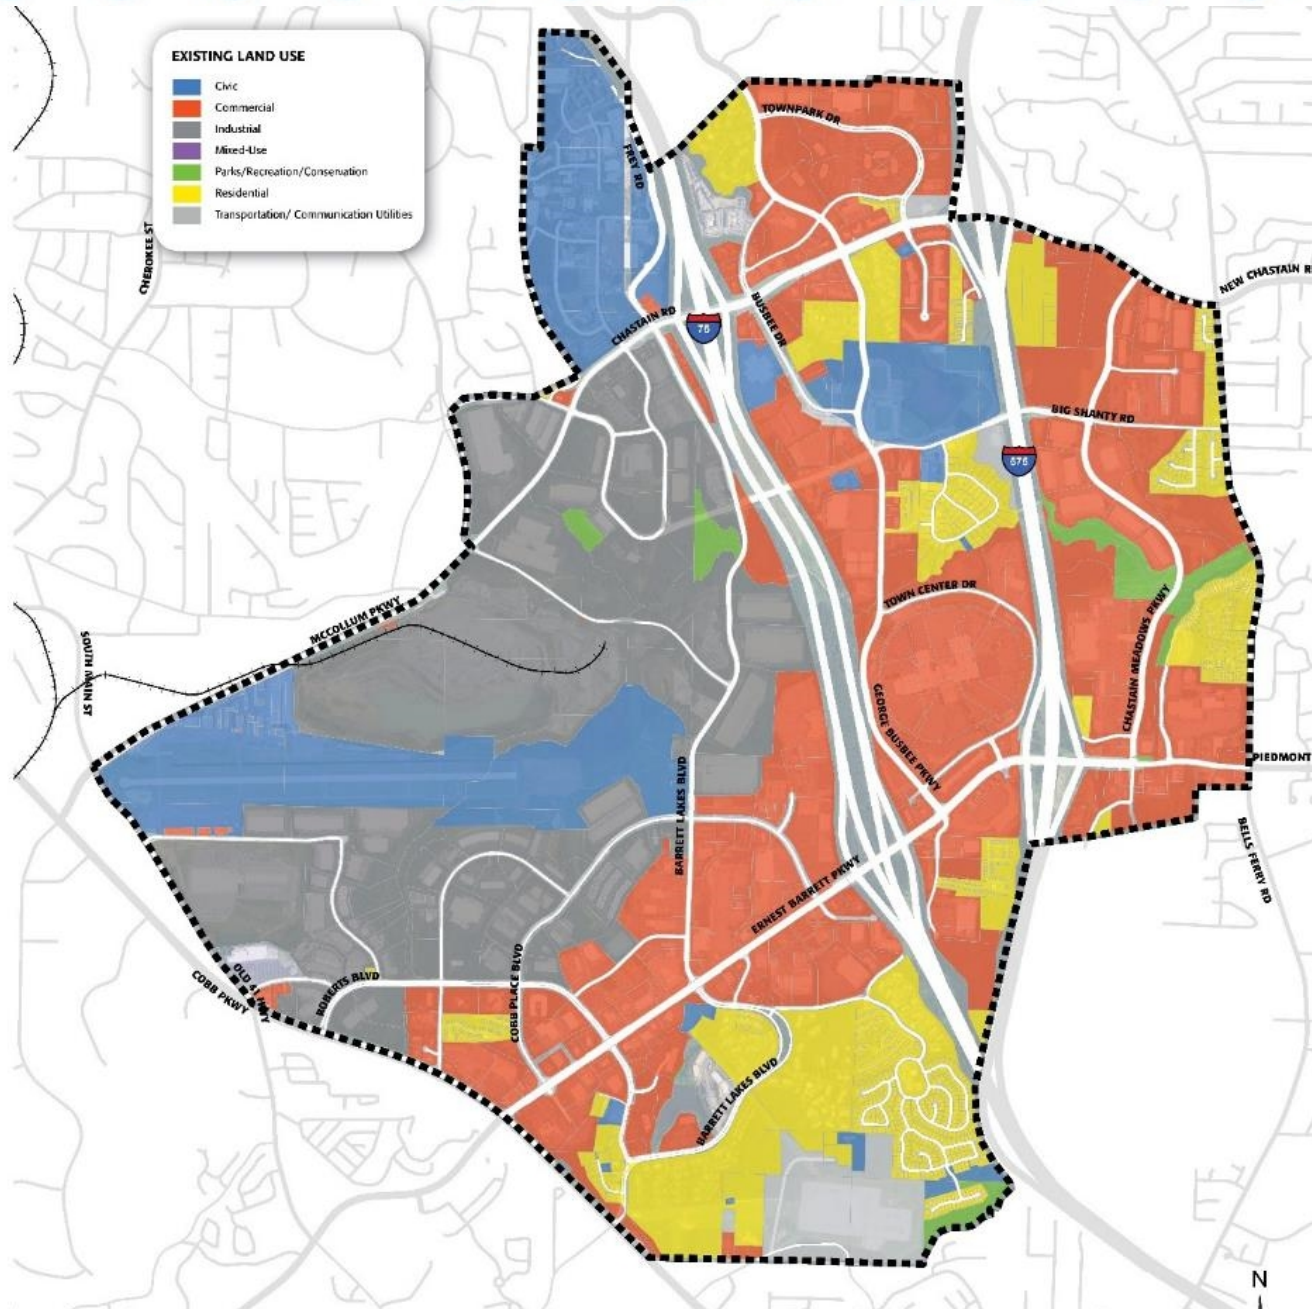 EXISTING LAND USE
Civic
Commercial
Industrial
Mixed-Use
Parks/Recreation/Conservation
Residential
Transportation/ Communication Utilities
TOWNPARK DR
FREY RD
CHEROKEE ST
NEW CHASTAIN R
CHASTAIN RD
75
BUSBEE DR
BIG SHANTY RD
575
TOWN CENTER DR
MCCOLLUM PKWY
SOUTH MAIN ST
CHASTAIN MEADOWS PKWY
GEORGE BUSBEE PKWY
PIEDMONT
BARRETT LAKES BLVD
BELLS FERRY RD
ERNEST BARRETT PKWY
COBB PLACE BLVD
OLD 41 HWY
ROBERTS BLVD
COBB PKWY
BARRETT LAKES BLVD
N